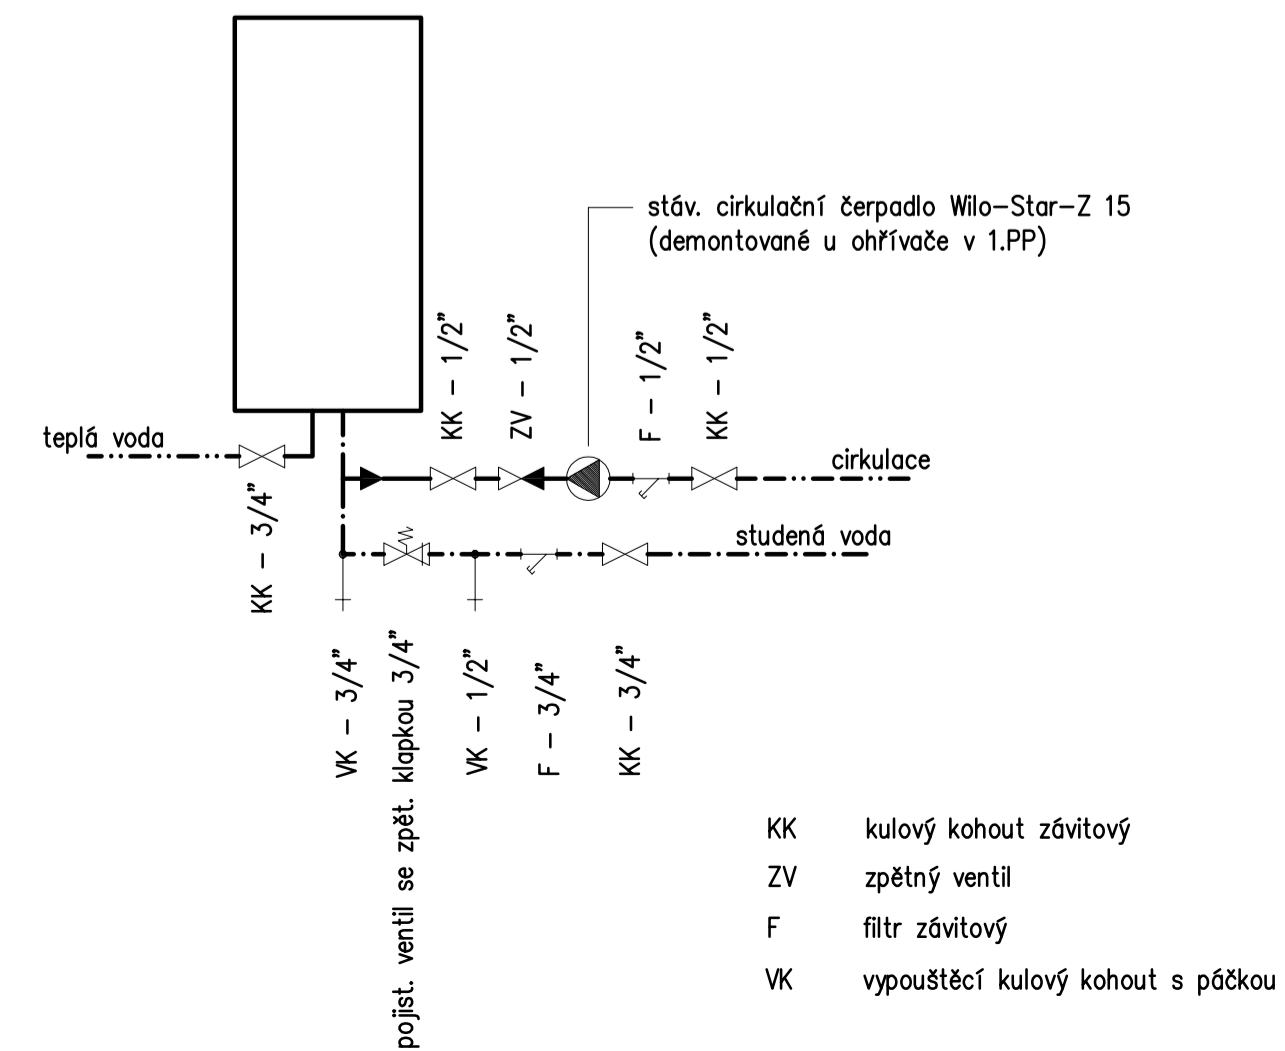 stáv. cirkulační čerpadlo Wilo-Star-Z 15
(demontované u ohřívače v 1.PP)
KK - 1/2"
ZV - 1/2"
F - 1/2"
KK - 1/2"
teplá voda
cirkulace
KK - 3/4"
studená voda
VK - 3/4"
pojist. ventil se zpět. klapkou 3/4"
VK - 1/2"
F - 3/4"
KK - 3/4"
KK kulový kohout závitový
ZV zpětný ventil
F filtr závitový
VK vypouštěcí kulový kohout s páčkou